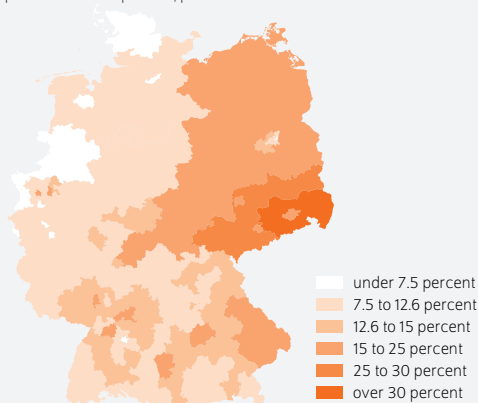 under 7.5 percent
7.5 to 12.6 percent
12.6 to 15 percent
15 to 25 percent
25 to 30 percent
over 30 percent